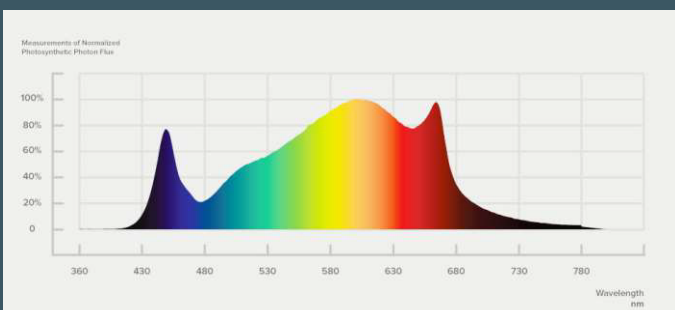 Measurements of Normalized
Photosynthetic Photon Flux
100%
80%
60%
40%
20%
0
360 430 480 530 580 630 680 730 780
Wavelength
nm